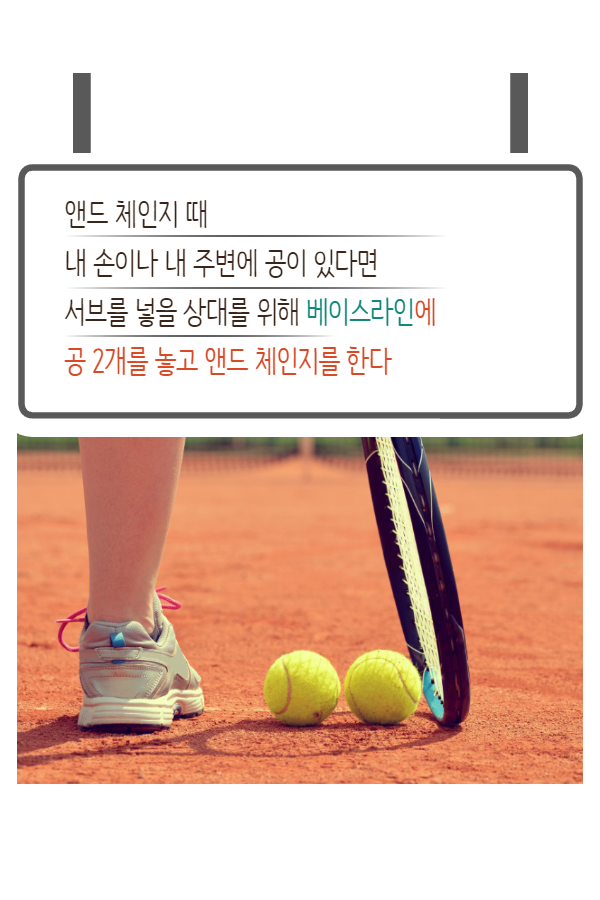 앤드 체인지 때
내 손이나 내 주변에 공이 있다면
서브를 넣을 상대를 위해 베이스라인에
공 2개를 놓고 앤드 체인지를 한다